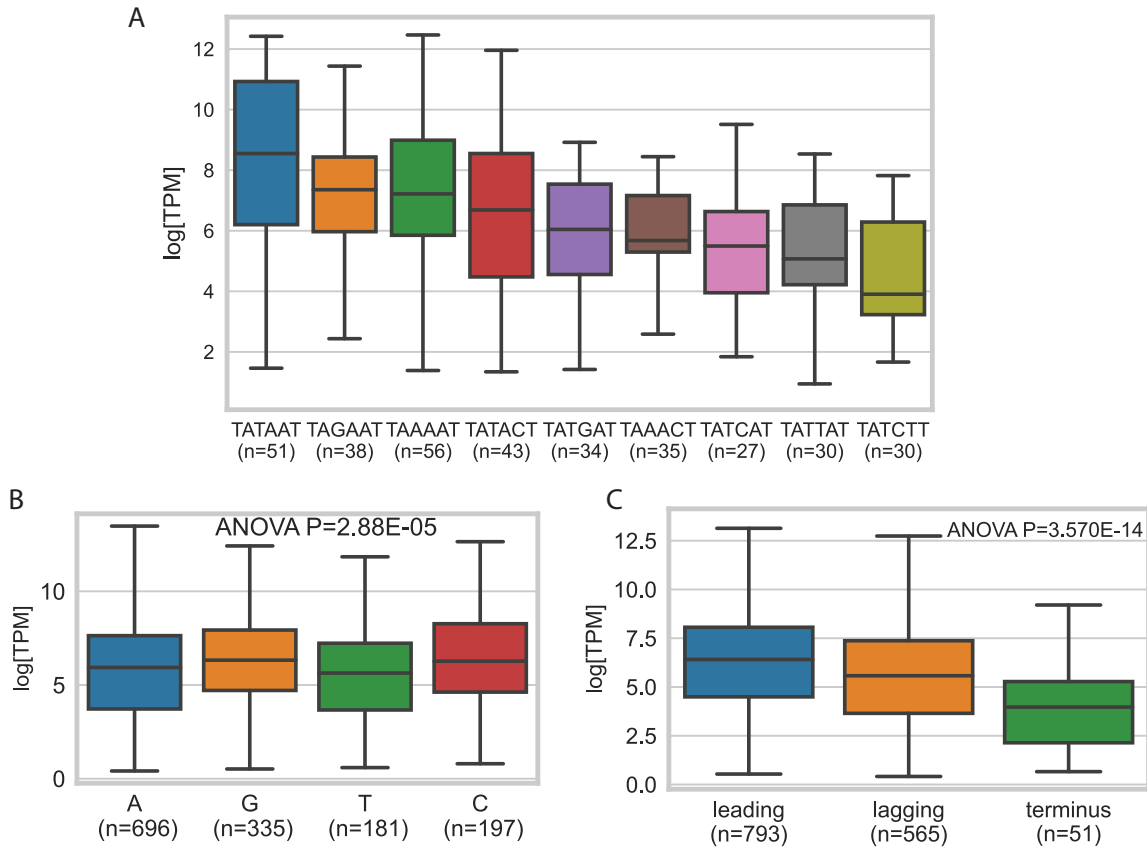 A
log[TPM]
12
10
8
6
4
2
TATAAT TAGAAT TAAAAT TATACT TATGAT TAAACT TATCAT TATTAT TATCTT
(n=51) (n=38) (n=56) (n=43) (n=34) (n=35) (n=27) (n=30) (n=30)
B
ANOVA P=2.88E-05
log[TPM]
10
5
0
A G T C
(n=696) (n=335) (n=181) (n=197)
C
ANOVA P=3.570E-14
log[TPM]
12.5
10.0
7.5
5.0
2.5
0.0
leading lagging terminus
(n=793) (n=565) (n=51)